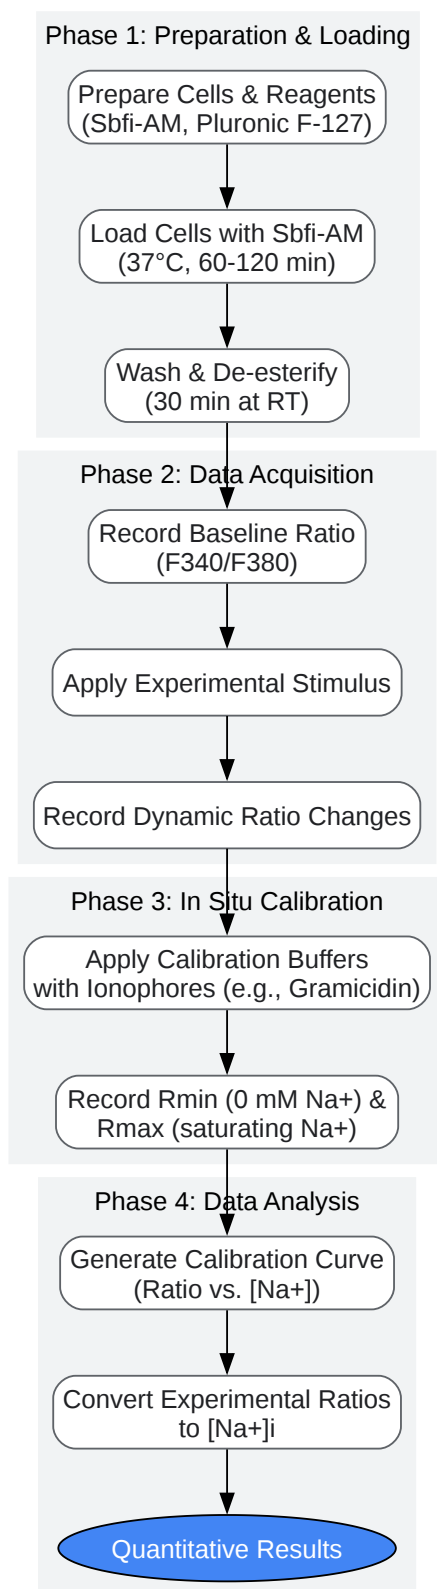 Phase 1: Preparation & Loading
Prepare Cells & Reagents
(Sbfi-AM, Pluronic F-127)
Load Cells with Sbfi-AM
(37°C, 60-120 min)
Wash & De-esterify
(30 min at RT)
Phase 2: Data Acquisition
Record Baseline Ratio
(F340/F380)
Apply Experimental Stimulus
Record Dynamic Ratio Changes
Phase 3: In Situ Calibration
Apply Calibration Buffers
with Ionophores (e.g., Gramicidin)
Record Rmin (0 mM Na+) &
Rmax (saturating Na+)
Phase 4: Data Analysis
Generate Calibration Curve
(Ratio vs. [Na+])
Convert Experimental Ratios
to [Na+]i
Quantitative Results